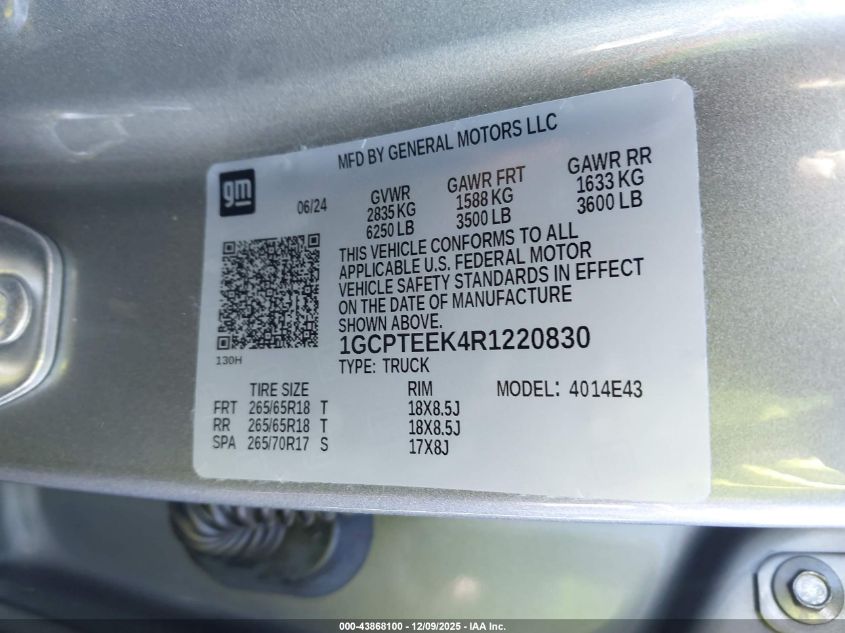 MFD BY GENERAL MOTORS LLC
gm
06/24
GVWR GAWR FRT GAWR RR
2835 KG 1588 KG 1633 KG
6250 LB 3500 LB 3600 LB
THIS VEHICLE CONFORMS TO ALL
APPLICABLE U.S. FEDERAL MOTOR
VEHICLE SAFETY STANDARDS IN EFFECT
ON THE DATE OF MANUFACTURE
SHOWN ABOVE.
130H
1GCPTEEK4R1220830
TYPE: TRUCK
TIRE SIZE RIM MODEL: 4014E43
FRT 265/65R18 T 18X8.5J
RR 265/65R18 T 18X8.5J
SPA 265/70R17 S 17X8J
000-43868100 - 12/09/2025 - IAA Inc.